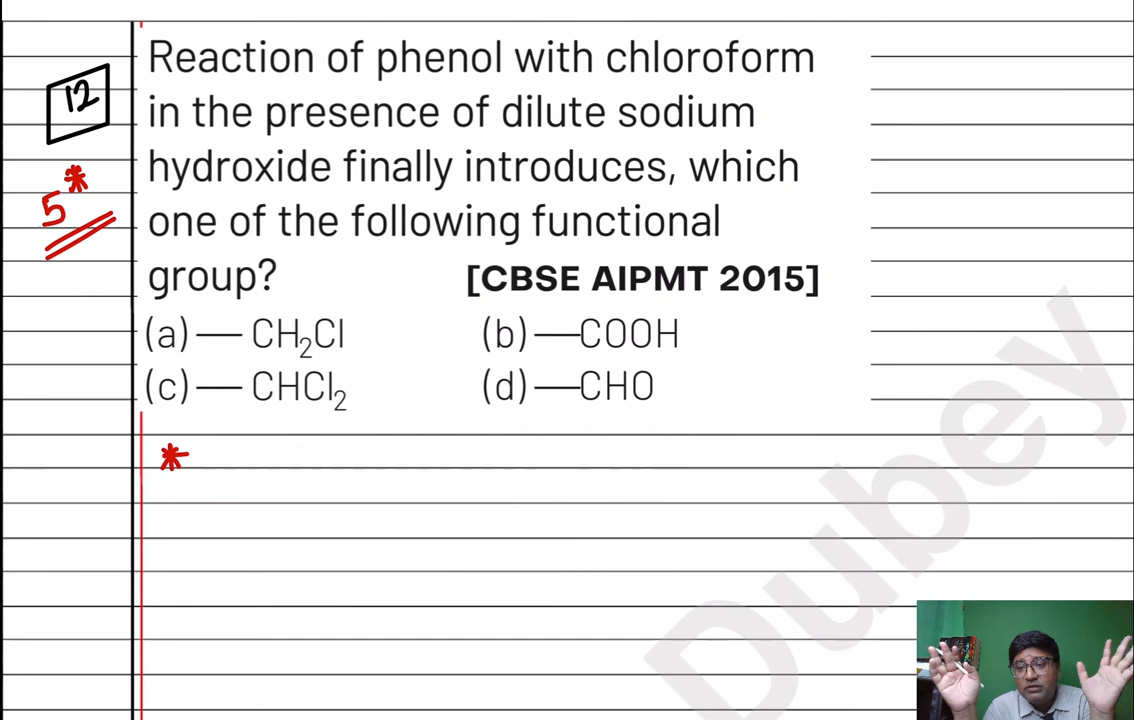 12
5*
Reaction of phenol with chloroform
in the presence of dilute sodium
hydroxide finally introduces, which
one of the following functional
group? [CBSE AIPMT 2015]
(a) — CH₂Cl (b) —COOH
(c) — CHCl₂ (d) —CHO
*
Dubey